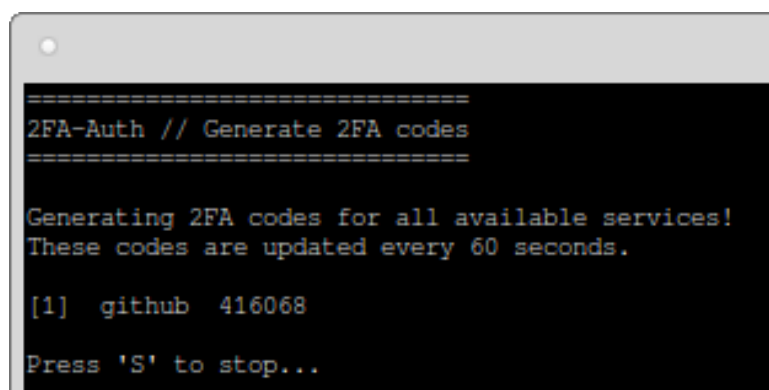 ==============================
2FA-Auth // Generate 2FA codes
==============================
Generating 2FA codes for all available services!
These codes are updated every 60 seconds.
[1]  github  416068
Press 'S' to stop...